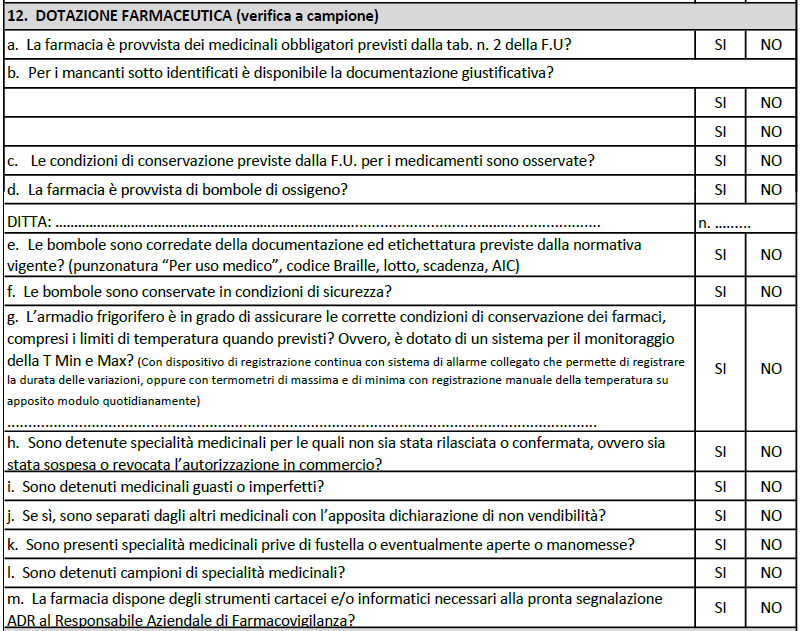 12. DOTAZIONE FARMACEUTICA (verifica a campione)
a. La farmacia è provvista dei medicinali obbligatori previsti dalla tab. n. 2 della F.U? SI NO
b. Per i mancanti sotto identificati è disponibile la documentazione giustificativa?
SI NO
SI NO
c. Le condizioni di conservazione previste dalla F.U. per i medicamenti sono osservate? SI NO
d. La farmacia è provvista di bombole di ossigeno? SI NO
DITTA: ........................................................................................................................................ n. .........
e. Le bombole sono corredate della documentazione ed etichettatura previste dalla normativa
vigente? (punzonatura “Per uso medico”, codice Braille, lotto, scadenza, AIC) SI NO
f. Le bombole sono conservate in condizioni di sicurezza? SI NO
g. L’armadio frigorifero è in grado di assicurare le corrette condizioni di conservazione dei farmaci,
compresi i limiti di temperatura quando previsti? Ovvero, è dotato di un sistema per il monitoraggio
della T Min e Max? (Con dispositivo di registrazione continua con sistema di allarme collegato che permette di registrare
la durata delle variazioni, oppure con termometri di massima e di minima con registrazione manuale della temperatura su SI NO
apposito modulo quotidianamente)
....................................................................................................................................................
h. Sono detenute specialità medicinali per le quali non sia stata rilasciata o confermata, ovvero sia
stata sospesa o revocata l’autorizzazione in commercio? SI NO
i. Sono detenuti medicinali guasti o imperfetti? SI NO
j. Se sì, sono separati dagli altri medicinali con l’apposita dichiarazione di non vendibilità? SI NO
k. Sono presenti specialità medicinali prive di fustella o eventualmente aperte o manomesse? SI NO
l. Sono detenuti campioni di specialità medicinali? SI NO
m. La farmacia dispone degli strumenti cartacei e/o informatici necessari alla pronta segnalazione
ADR al Responsabile Aziendale di Farmacovigilanza? SI NO